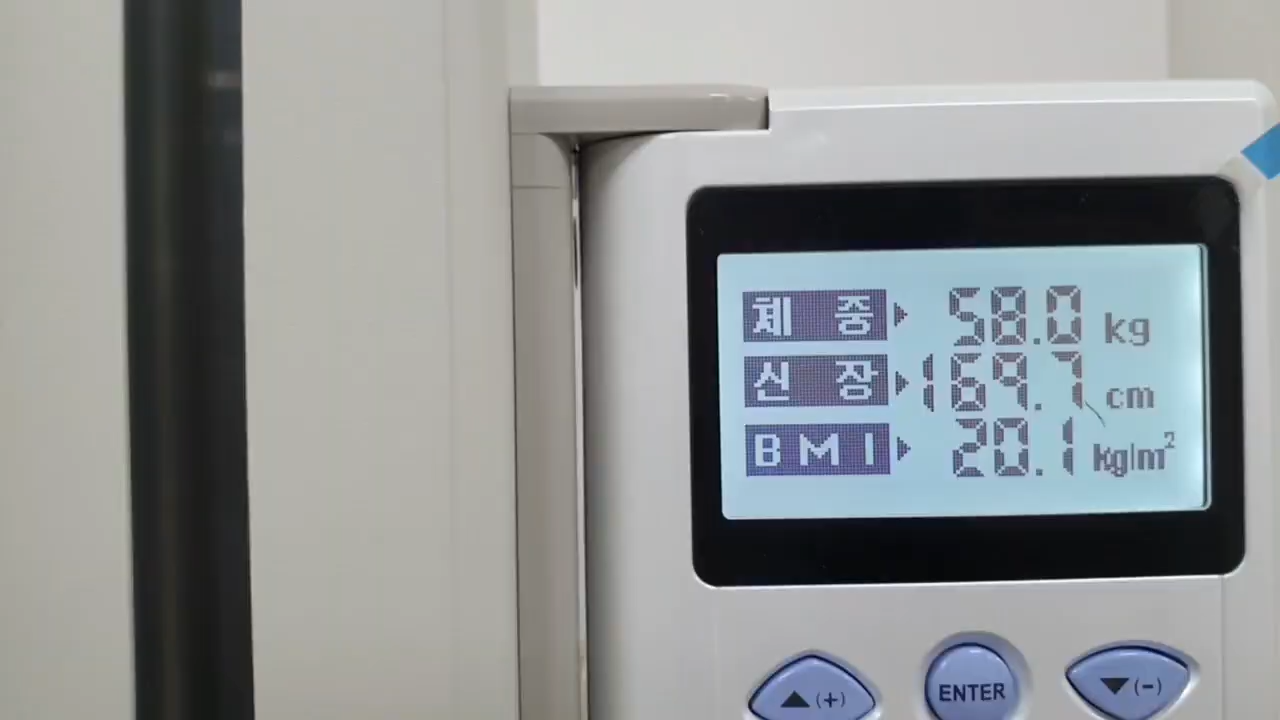 체 중 58.0 kg
신 장 169.7 cm
BMI 20.1 kg/m²
▲(+) ENTER ▼(-)